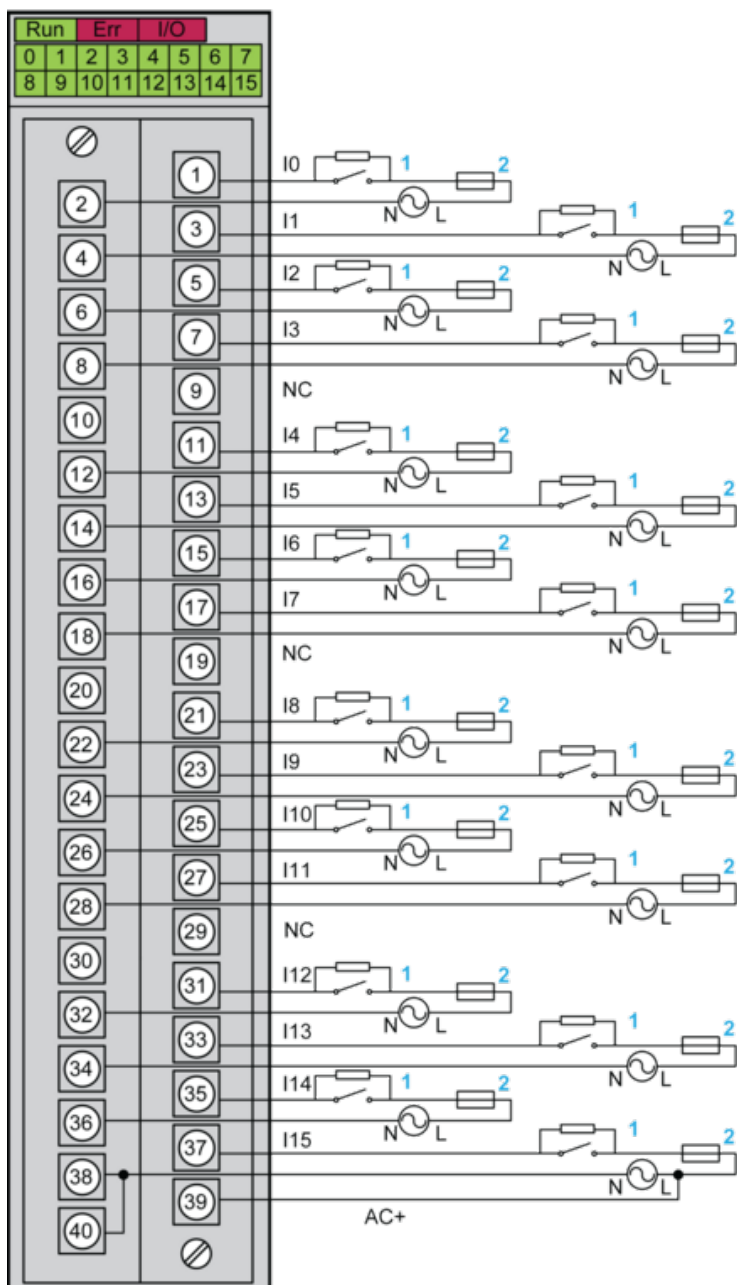 Run Err I/O
0 1 2 3 4 5 6 7
8 9 10 11 12 13 14 15
1 I0 1 2
2 N L
3 I1 1 2
4 N L
5 I2 1 2
6 N L
7 I3 1 2
8 N L
9 NC
10
11 I4 1 2
12 N L
13 I5 1 2
14 N L
15 I6 1 2
16 N L
17 I7 1 2
18 N L
19 NC
20
21 I8 1 2
22 N L
23 I9 1 2
24 N L
25 I10 1 2
26 N L
27 I11 1 2
28 N L
29 NC
30
31 I12 1 2
32 N L
33 I13 1 2
34 N L
35 I14 1 2
36 N L
37 I15 1 2
38 N L
39 AC+
40